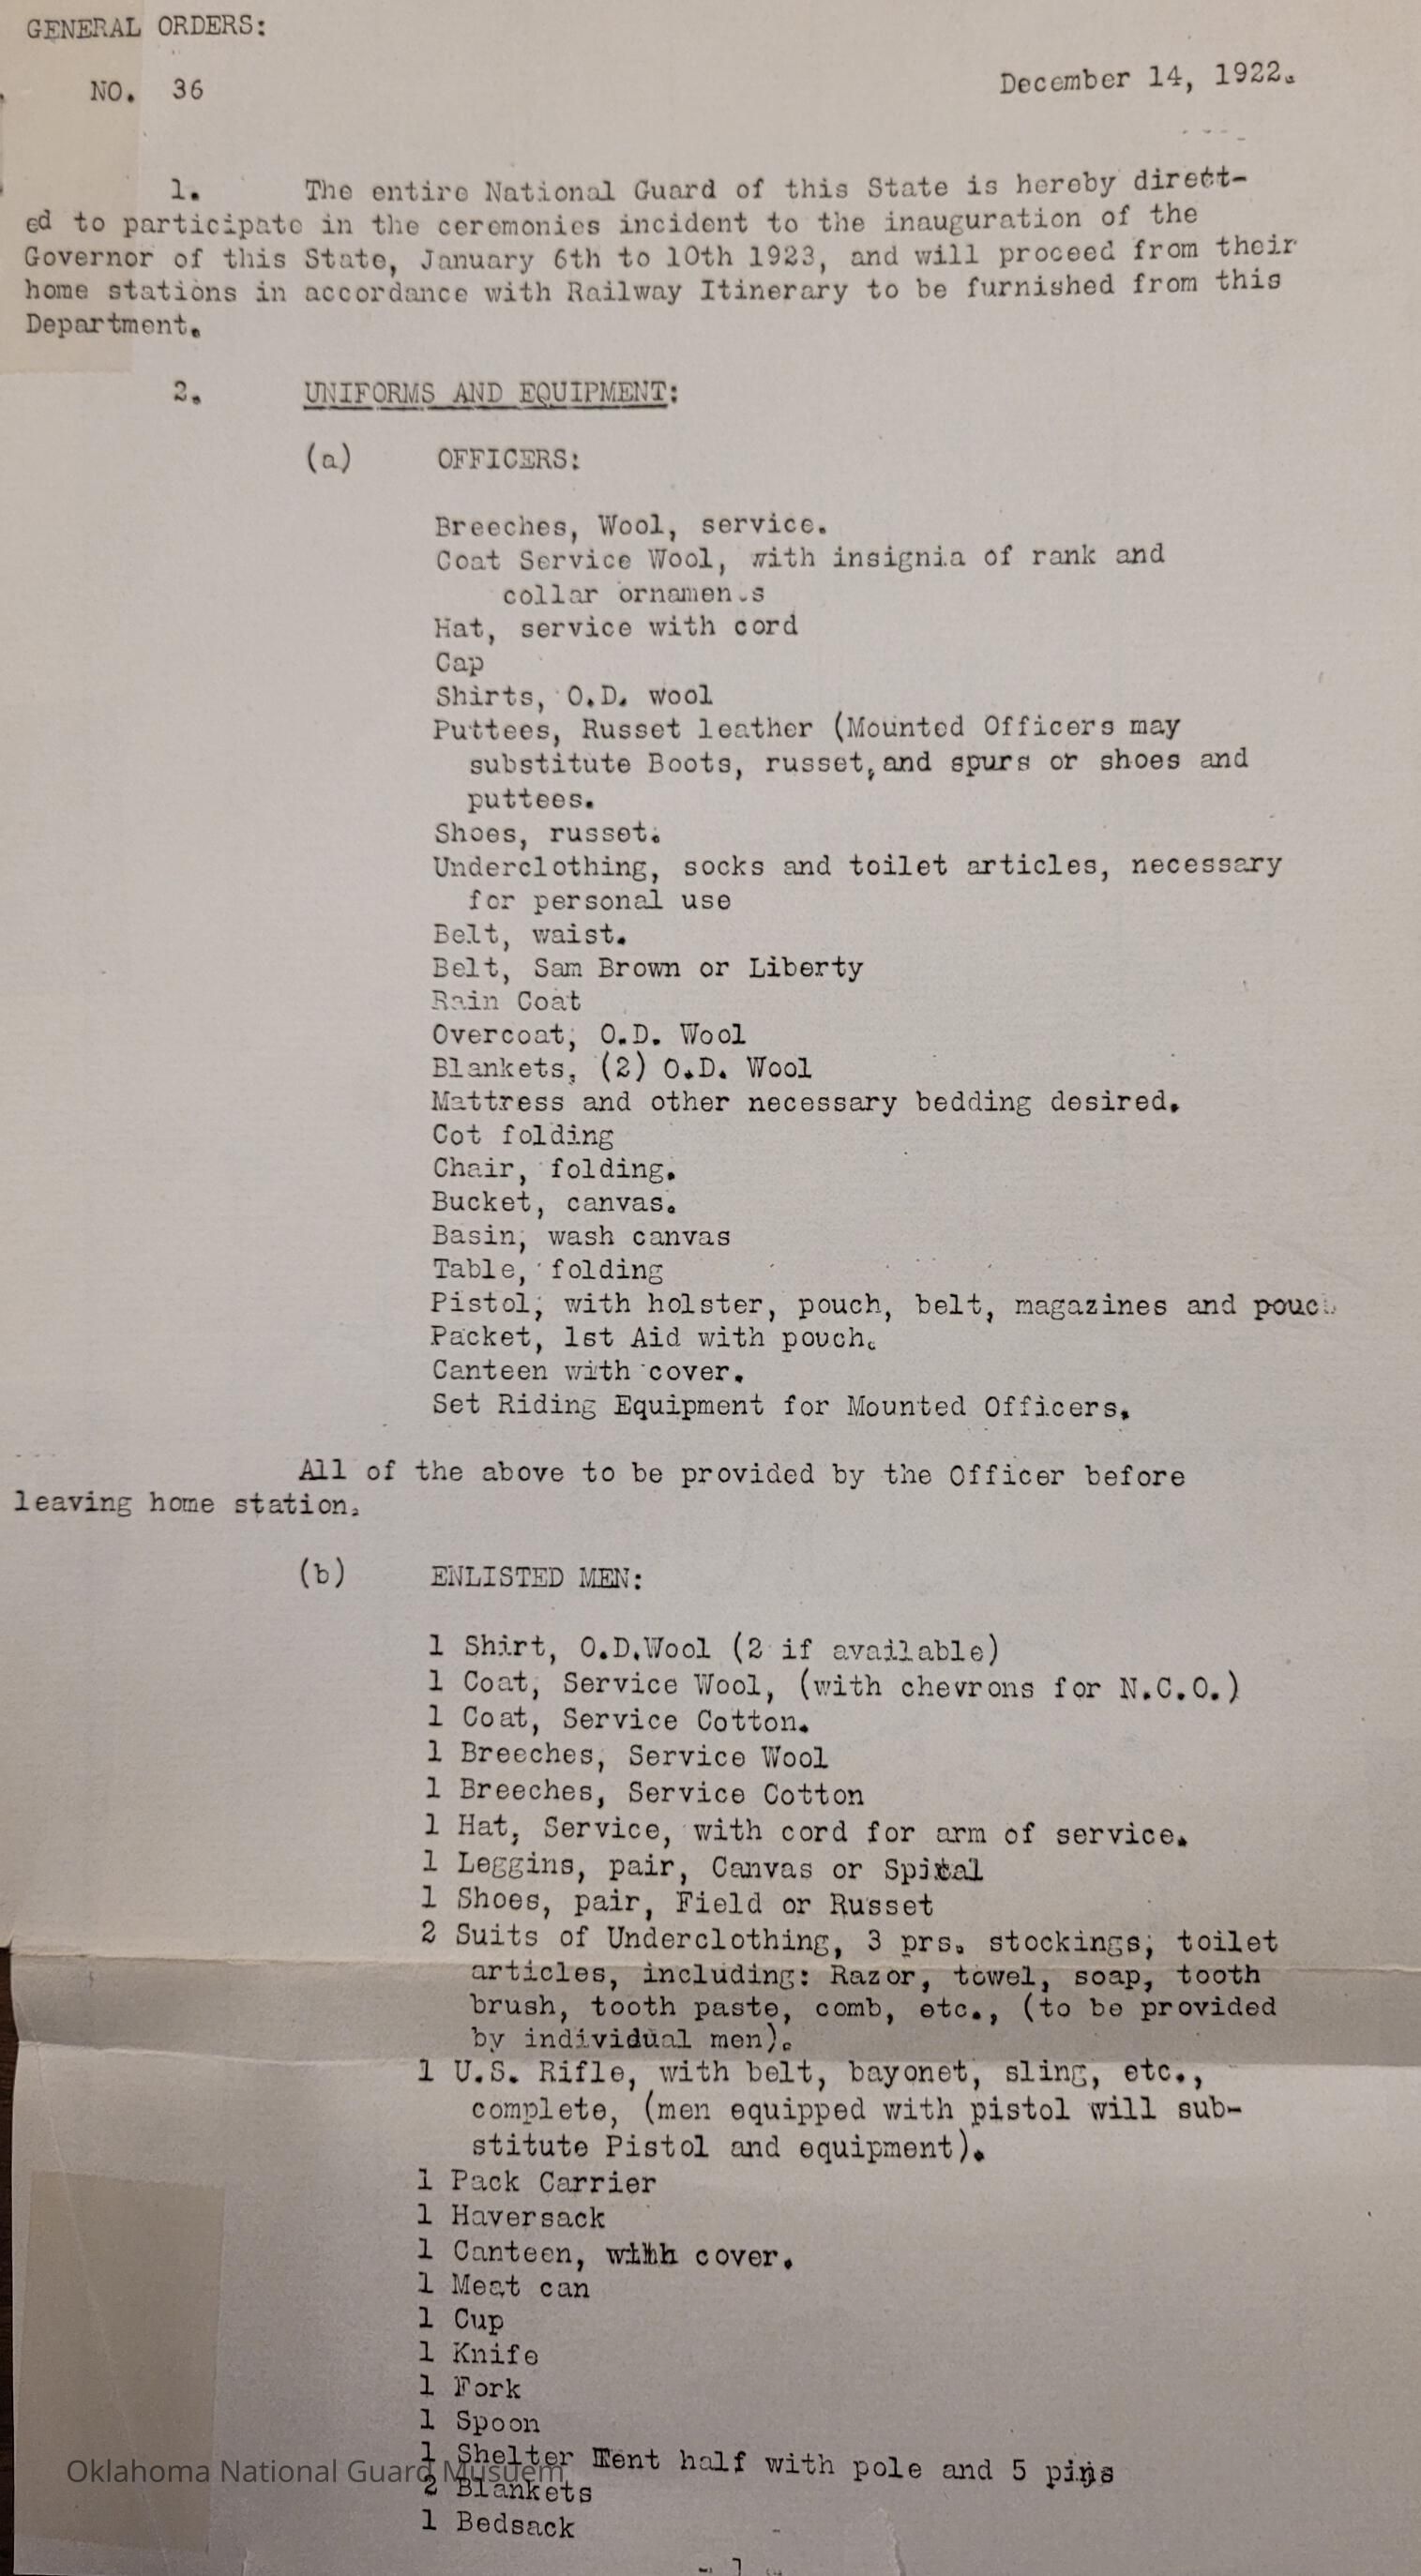 GENERAL ORDERS:
NO. 36
December 14, 1922.
1. The entire National Guard of this State is hereby direct-
ed to participate in the ceremonies incident to the inauguration of the
Governor of this State, January 6th to 10th 1923, and will proceed from their
home stations in accordance with Railway Itinerary to be furnished from this
Department.
2. UNIFORMS AND EQUIPMENT:
(a) OFFICERS:
Breeches, Wool, service.
Coat Service Wool, with insignia of rank and
collar ornamen.s
Hat, service with cord
Cap
Shirts, O.D. wool
Puttees, Russet leather (Mounted Officers may
substitute Boots, russet, and spurs or shoes and
puttees.
Shoes, russet.
Underclothing, socks and toilet articles, necessary
for personal use
Belt, waist.
Belt, Sam Brown or Liberty
Rain Coat
Overcoat, O.D. Wool
Blankets, (2) O.D. Wool
Mattress and other necessary bedding desired.
Cot folding
Chair, folding.
Bucket, canvas.
Basin, wash canvas
Table, folding
Pistol, with holster, pouch, belt, magazines and pouch
Packet, 1st Aid with pouch.
Canteen with cover.
Set Riding Equipment for Mounted Officers.
All of the above to be provided by the Officer before
leaving home station.
(b) ENLISTED MEN:
1 Shirt, O.D.Wool (2 if available)
1 Coat, Service Wool, (with chevrons for N.C.O.)
1 Coat, Service Cotton.
1 Breeches, Service Wool
1 Breeches, Service Cotton
1 Hat, Service, with cord for arm of service.
1 Leggins, pair, Canvas or Spiral
1 Shoes, pair, Field or Russet
2 Suits of Underclothing, 3 prs. stockings, toilet
articles, including: Razor, towel, soap, tooth
brush, tooth paste, comb, etc., (to be provided
by individual men).
1 U.S. Rifle, with belt, bayonet, sling, etc.,
complete, (men equipped with pistol will sub-
stitute Pistol and equipment).
1 Pack Carrier
1 Haversack
1 Canteen, with cover.
1 Meat can
1 Cup
1 Knife
1 Fork
1 Spoon
1 Shelter Tent half with pole and 5 pins
Oklahoma National Guard Musuem
2 Blankets
1 Bedsack
- 1 -